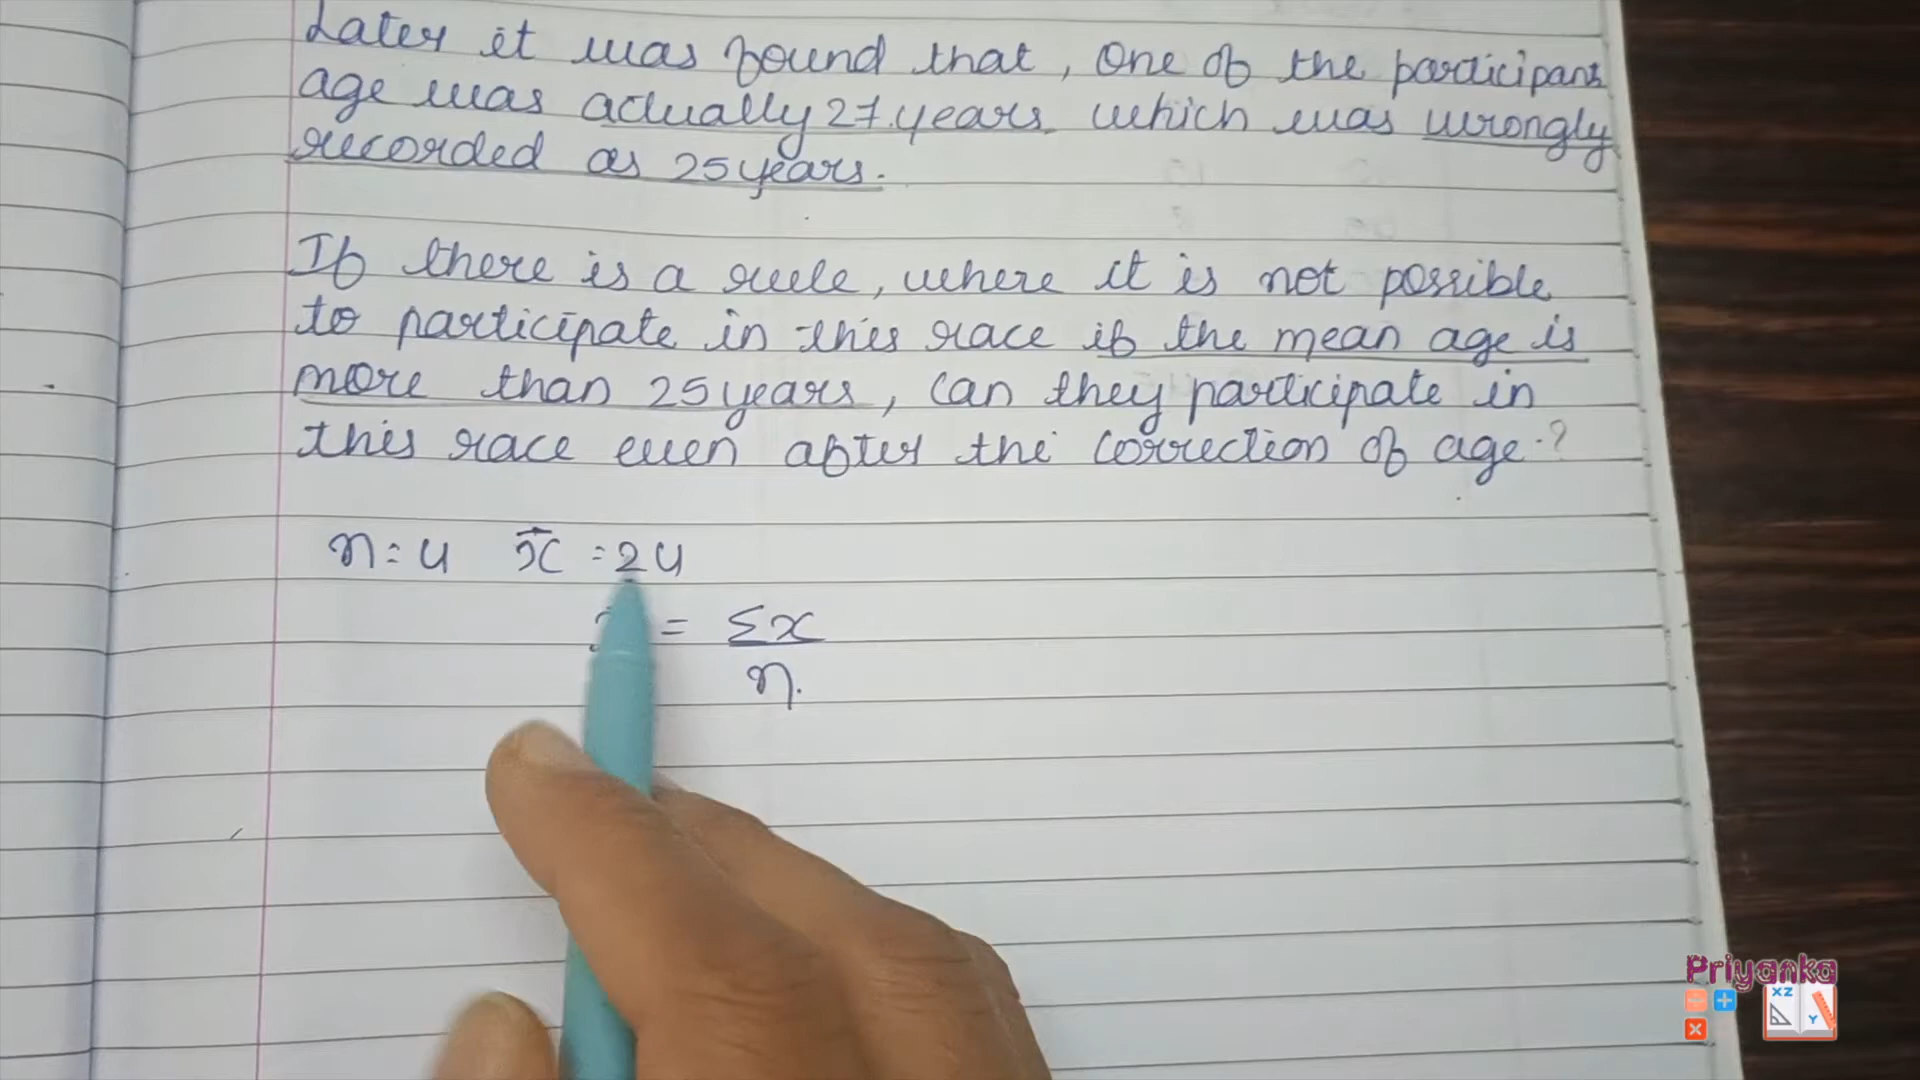 Later it was found that, One of the participant
age was actually 27 years. which was wrongly
recorded as 25 years.
If there is a rule, where it is not possible
to participate in this race if the mean age is
more than 25 years, can they participate in
this race even after the correction of age.?
n = 4 x̄ = 24
= Σx
n.
Priyanka
XZ
Y